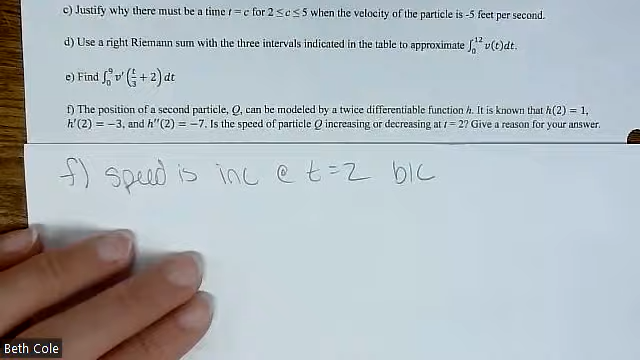 c) Justify why there must be a time t = c for 2 ≤ c ≤ 5 when the velocity of the particle is -5 feet per second.
d) Use a right Riemann sum with the three intervals indicated in the table to approximate ∫₀¹² v(t)dt.
e) Find ∫₀⁹ v′(t/3 + 2) dt
f) The position of a second particle, Q, can be modeled by a twice differentiable function h. It is known that h(2) = 1,
h′(2) = −3, and h′′(2) = −7. Is the speed of particle Q increasing or decreasing at t = 2? Give a reason for your answer.
f) speed is inc @ t=2 b/c
Beth Cole